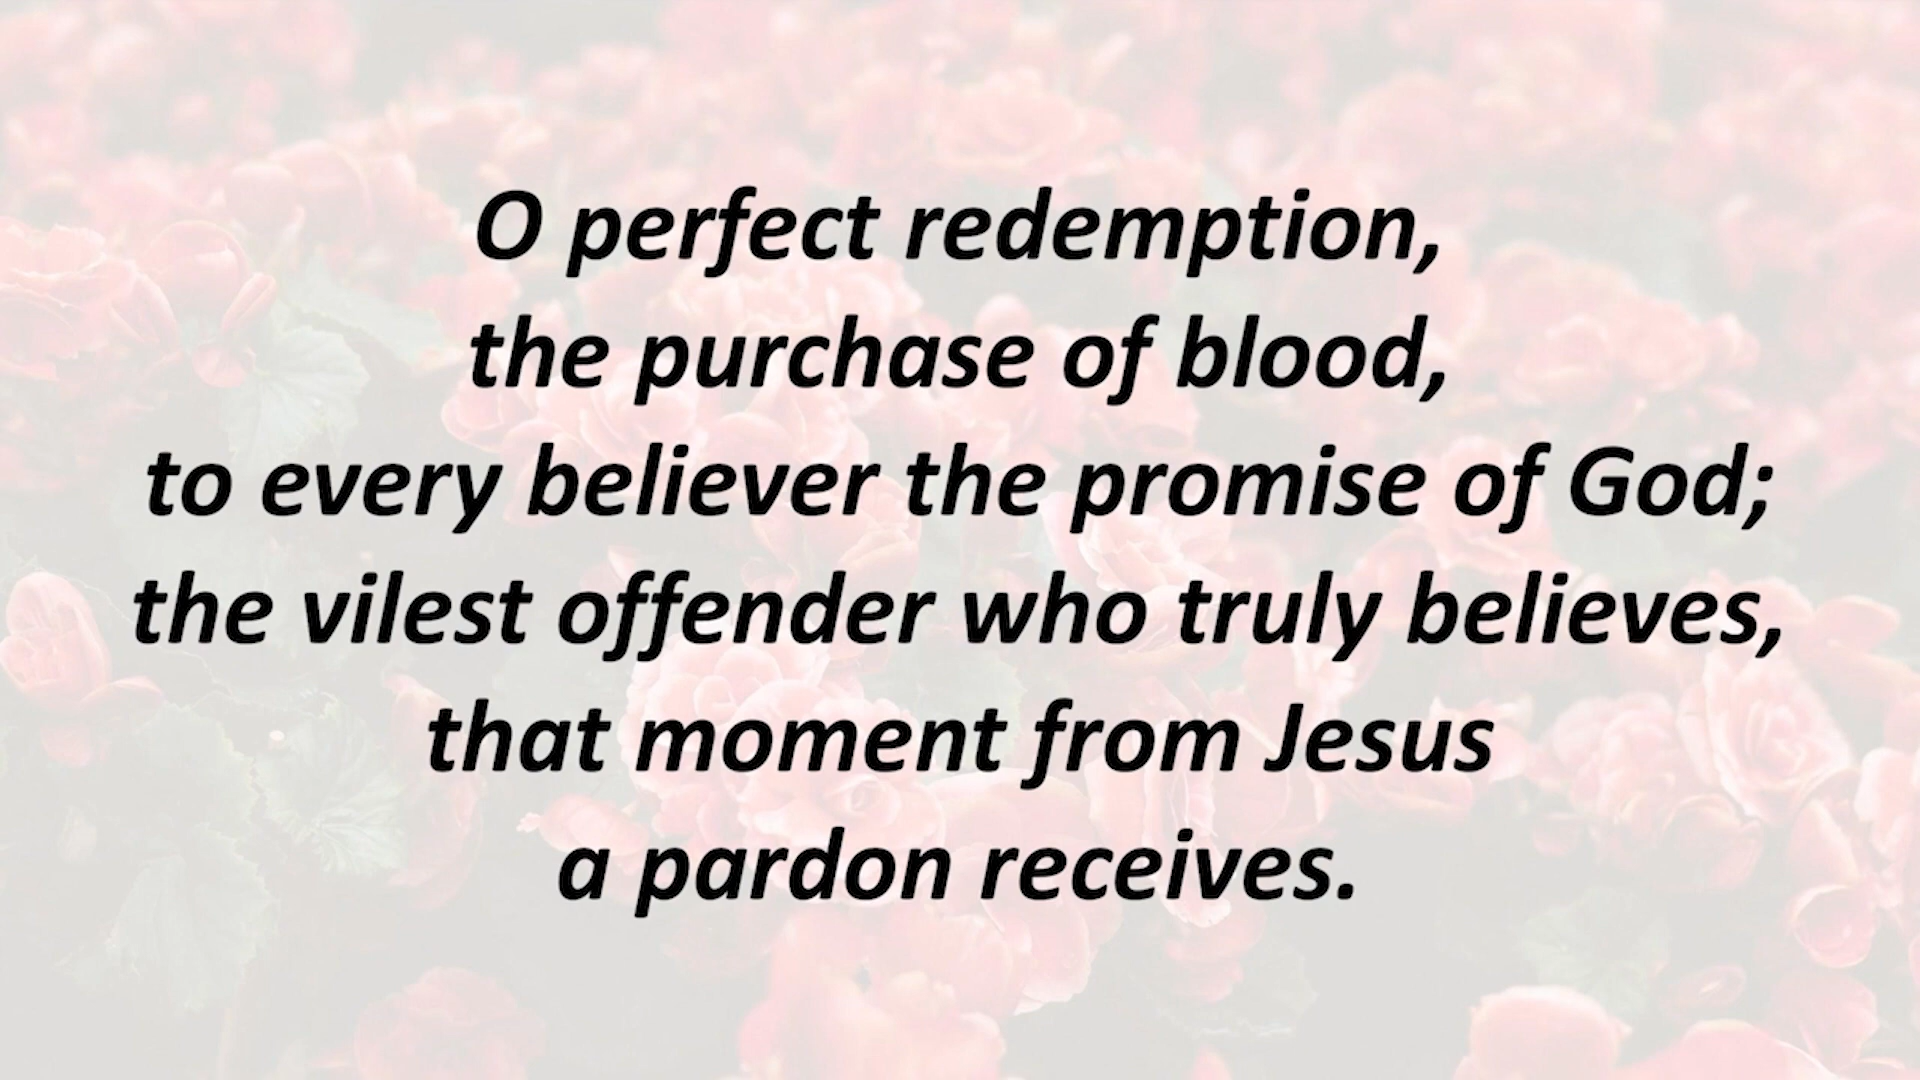 O perfect redemption,
the purchase of blood,
to every believer the promise of God;
the vilest offender who truly believes,
that moment from Jesus
a pardon receives.